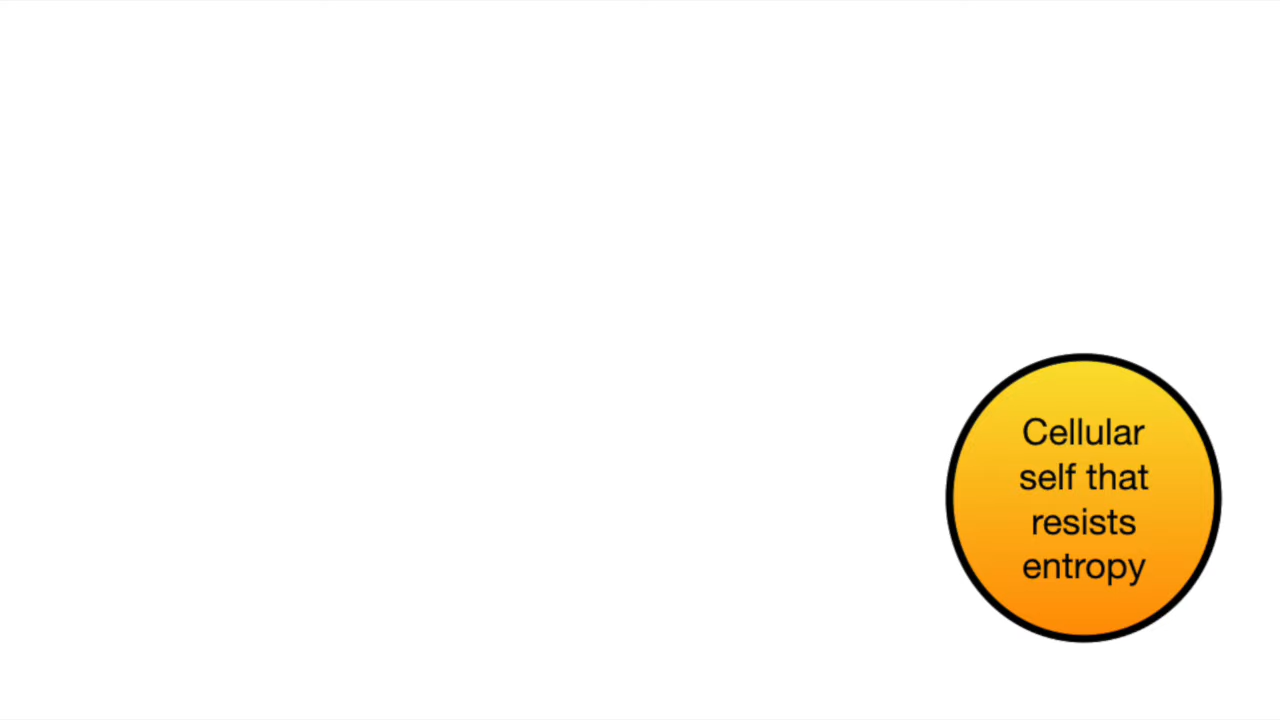 Cellular
self that
resists
entropy